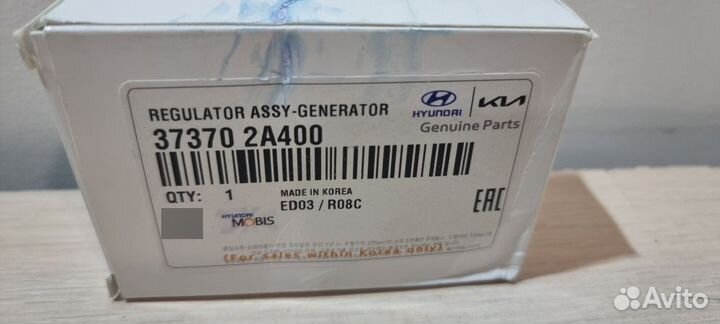 REGULATOR ASSY-GENERATOR
37370 2A400
HYUNDAI KIA
Genuine Parts
QTY: 1
MADE IN KOREA
ED03 / R08C
EAC
HYUNDAI
MOBIS
(For sales within Korea only)
Avito